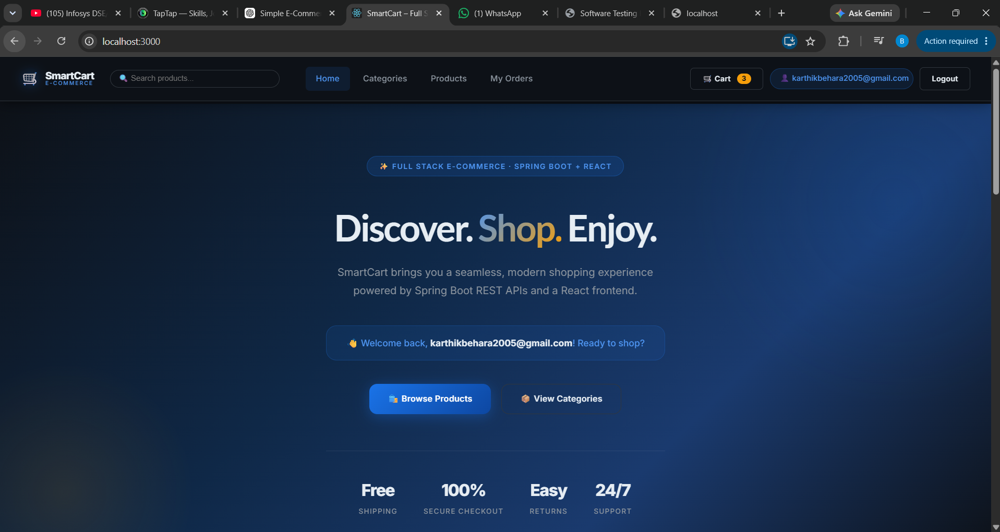 (105) Infosys DSE
TapTap — Skills, J
Simple E-Comme
SmartCart – Full S
(1) WhatsApp
Software Testing
localhost
Ask Gemini
localhost:3000
B
Action required
SmartCart
E-COMMERCE
Search products...
Home
Categories
Products
My Orders
Cart 3
karthikbehara2005@gmail.com
Logout
✨ FULL STACK E-COMMERCE · SPRING BOOT + REACT
Discover. Shop. Enjoy.
SmartCart brings you a seamless, modern shopping experience
powered by Spring Boot REST APIs and a React frontend.
👋 Welcome back, karthikbehara2005@gmail.com! Ready to shop?
🛍️ Browse Products
📦 View Categories
Free
SHIPPING
100%
SECURE CHECKOUT
Easy
RETURNS
24/7
SUPPORT